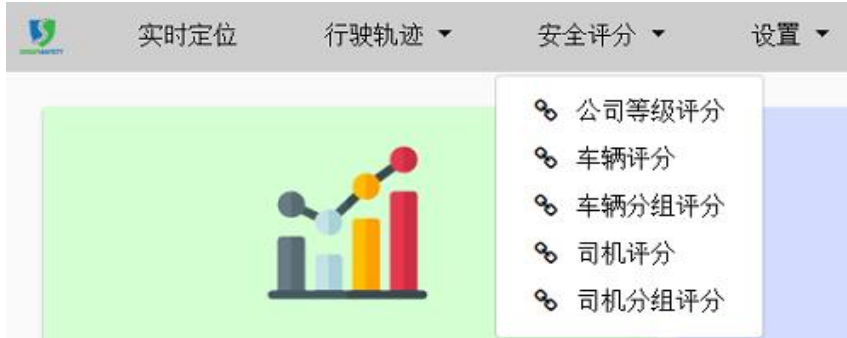 实时定位 行驶轨迹 安全评分 设置
公司等级评分
车辆评分
车辆分组评分
司机评分
司机分组评分